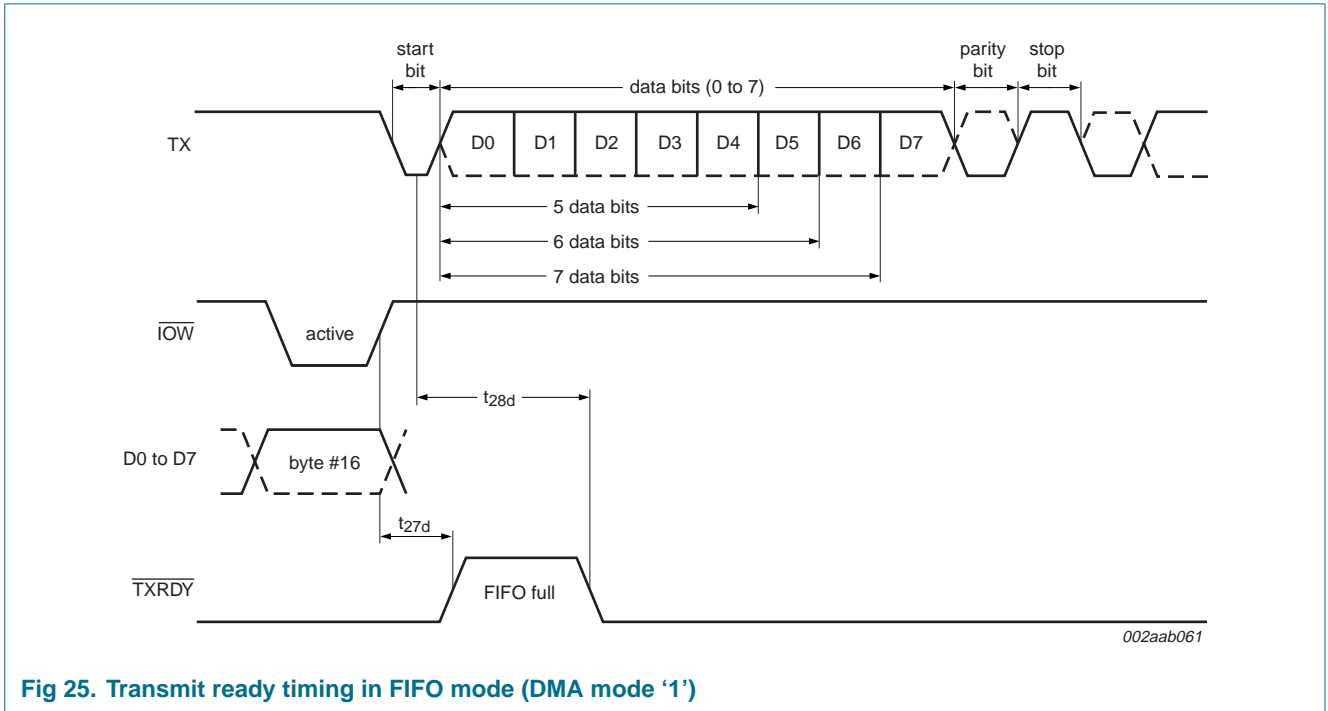 start
bit
data bits (0 to 7)
parity
bit
stop
bit
TX
D0
D1
D2
D3
D4
D5
D6
D7
5 data bits
6 data bits
7 data bits
IOW
active
t28d
D0 to D7
byte #16
t27d
TXRDY
FIFO full
002aab061
Fig 25. Transmit ready timing in FIFO mode (DMA mode ‘1’)